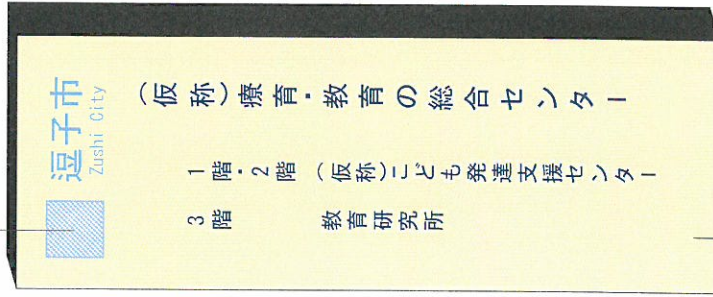 逗子市
Zushi City
（仮称）療育・教育の総合センター
1階・2階　（仮称）こども発達支援センター
3階　教育研究所